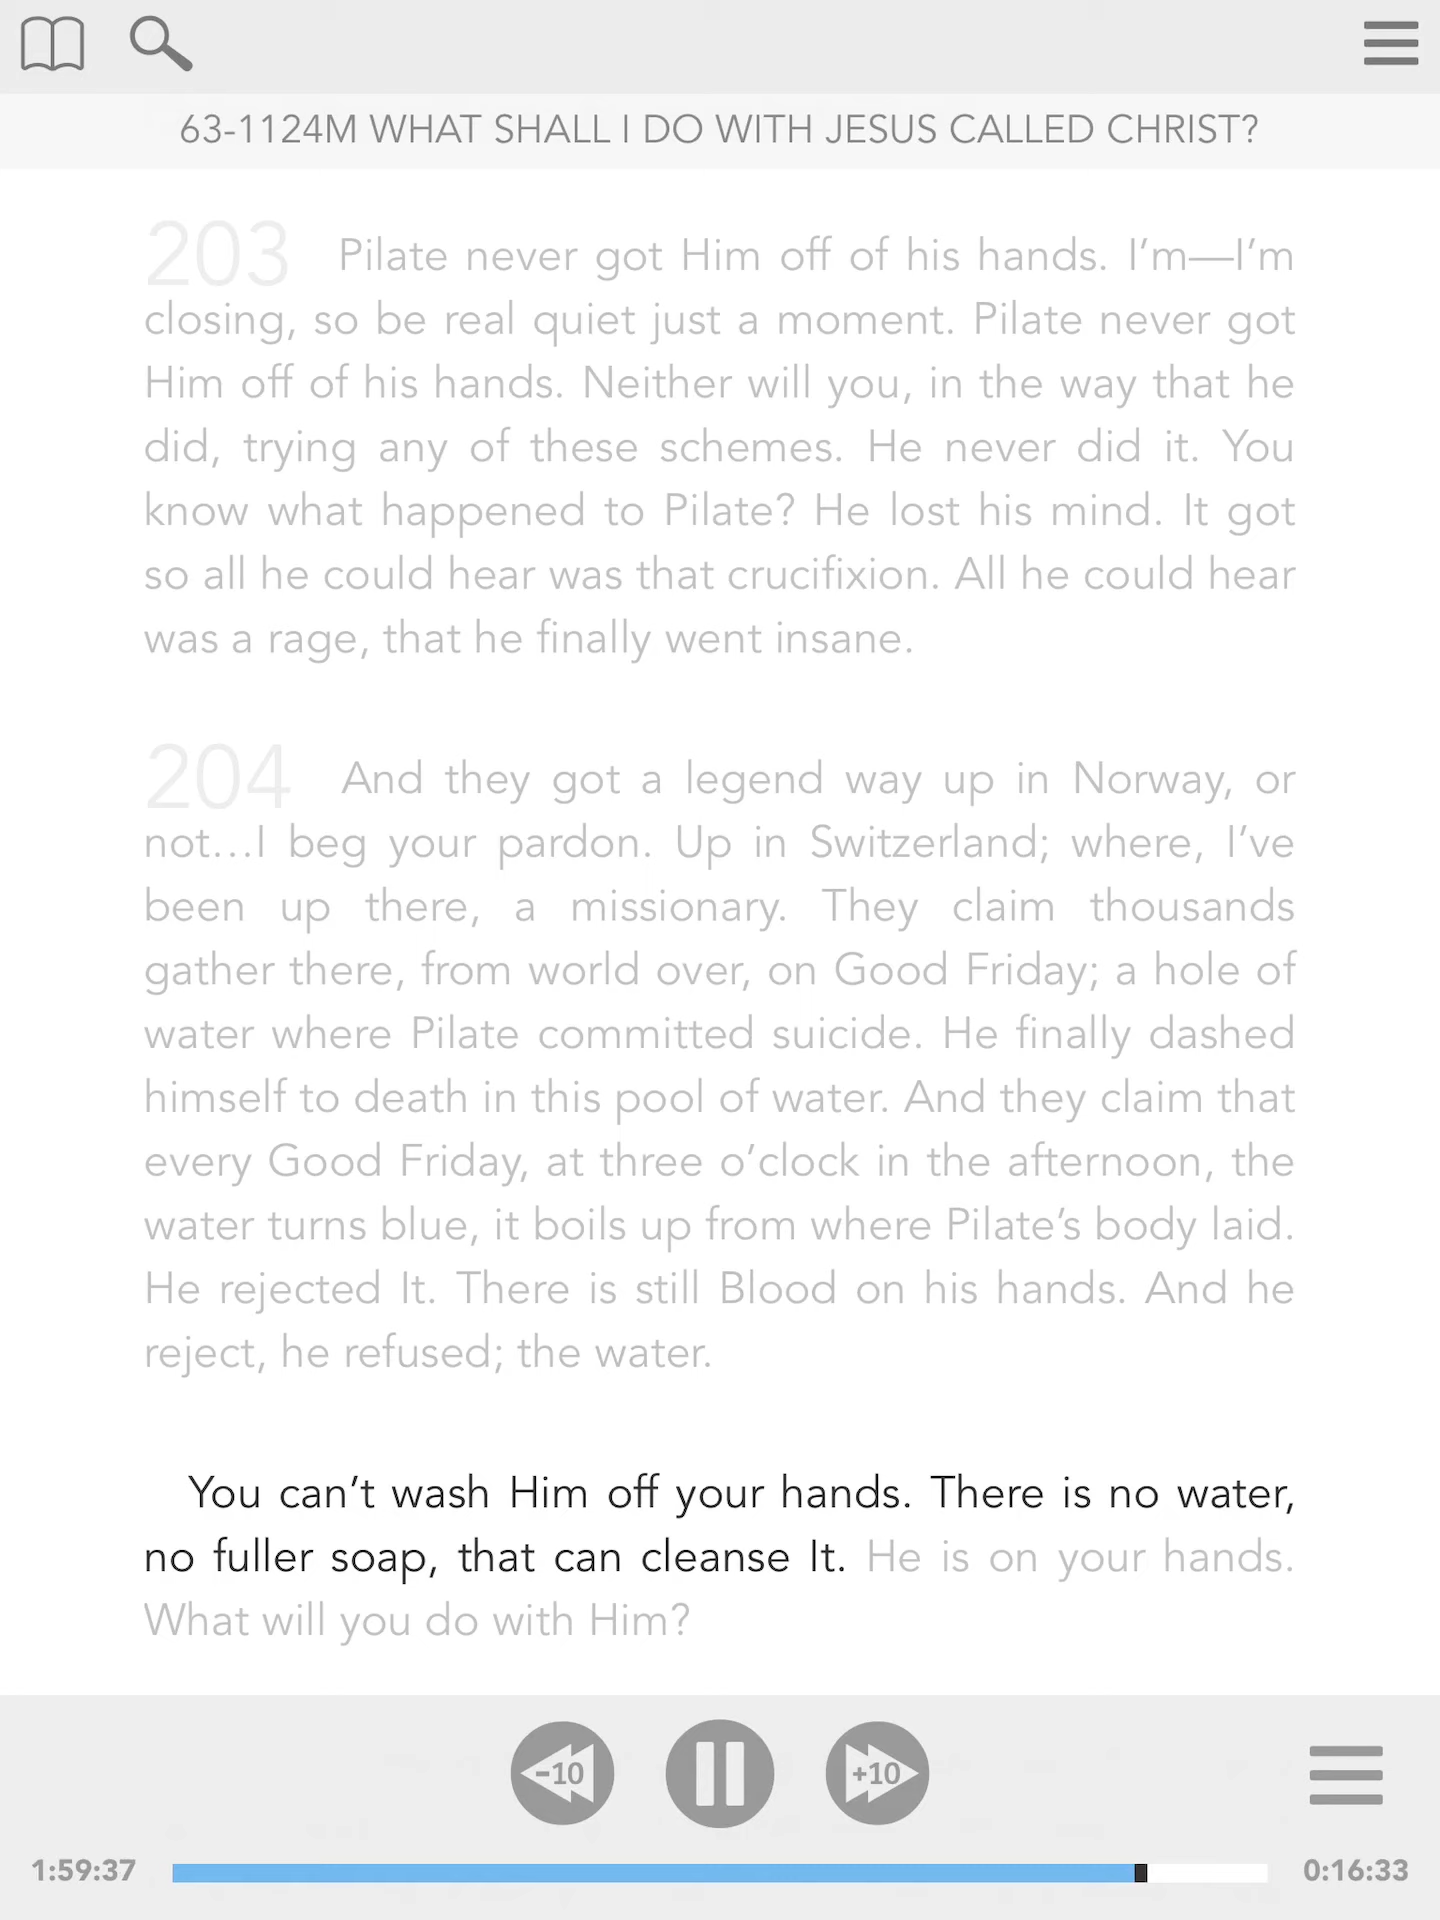 63-1124M WHAT SHALL I DO WITH JESUS CALLED CHRIST?
203 Pilate never got Him off of his hands. I’m—I’m
closing, so be real quiet just a moment. Pilate never got
Him off of his hands. Neither will you, in the way that he
did, trying any of these schemes. He never did it. You
know what happened to Pilate? He lost his mind. It got
so all he could hear was that crucifixion. All he could hear
was a rage, that he finally went insane.
204 And they got a legend way up in Norway, or
not…I beg your pardon. Up in Switzerland; where, I’ve
been up there, a missionary. They claim thousands
gather there, from world over, on Good Friday; a hole of
water where Pilate committed suicide. He finally dashed
himself to death in this pool of water. And they claim that
every Good Friday, at three o’clock in the afternoon, the
water turns blue, it boils up from where Pilate’s body laid.
He rejected It. There is still Blood on his hands. And he
reject, he refused; the water.
You can’t wash Him off your hands. There is no water,
no fuller soap, that can cleanse It. He is on your hands.
What will you do with Him?
-10 +10
1:59:37 0:16:33